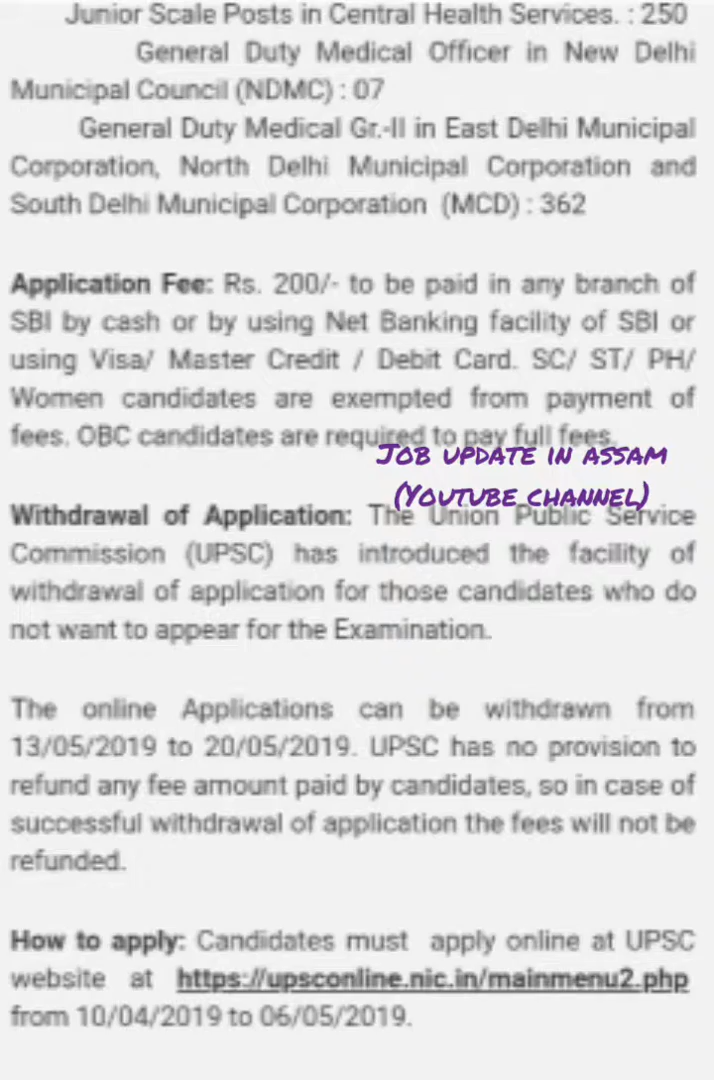 Junior Scale Posts in Central Health Services. : 250
General Duty Medical Officer in New Delhi
Municipal Council (NDMC) : 07
General Duty Medical Gr.-II in East Delhi Municipal
Corporation, North Delhi Municipal Corporation and
South Delhi Municipal Corporation (MCD) : 362
Application Fee: Rs. 200/- to be paid in any branch of
SBI by cash or by using Net Banking facility of SBI or
using Visa/ Master Credit / Debit Card. SC/ ST/ PH/
Women candidates are exempted from payment of
fees. OBC candidates are required to pay full fees.
JOB UPDATE IN ASSAM
(YOUTUBE CHANNEL)
Withdrawal of Application: The Union Public Service
Commission (UPSC) has introduced the facility of
withdrawal of application for those candidates who do
not want to appear for the Examination.
The online Applications can be withdrawn from
13/05/2019 to 20/05/2019. UPSC has no provision to
refund any fee amount paid by candidates, so in case of
successful withdrawal of application the fees will not be
refunded.
How to apply: Candidates must apply online at UPSC
website at https://upsconline.nic.in/mainmenu2.php
from 10/04/2019 to 06/05/2019.